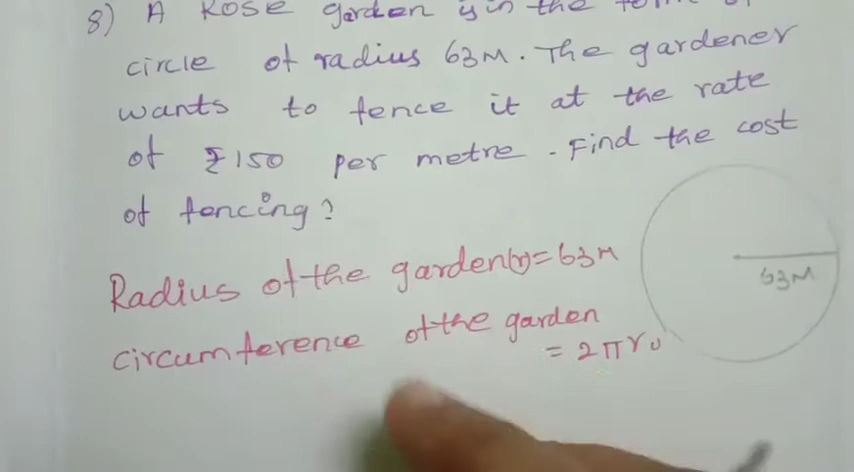 8) A Rose garden is in the form of
circle of radius 63M. The gardener
wants to fence it at the rate
of ₹150 per metre. Find the cost
of fencing?
Radius of the garden(r)=63M
circumference of the garden
= 2πr
63M